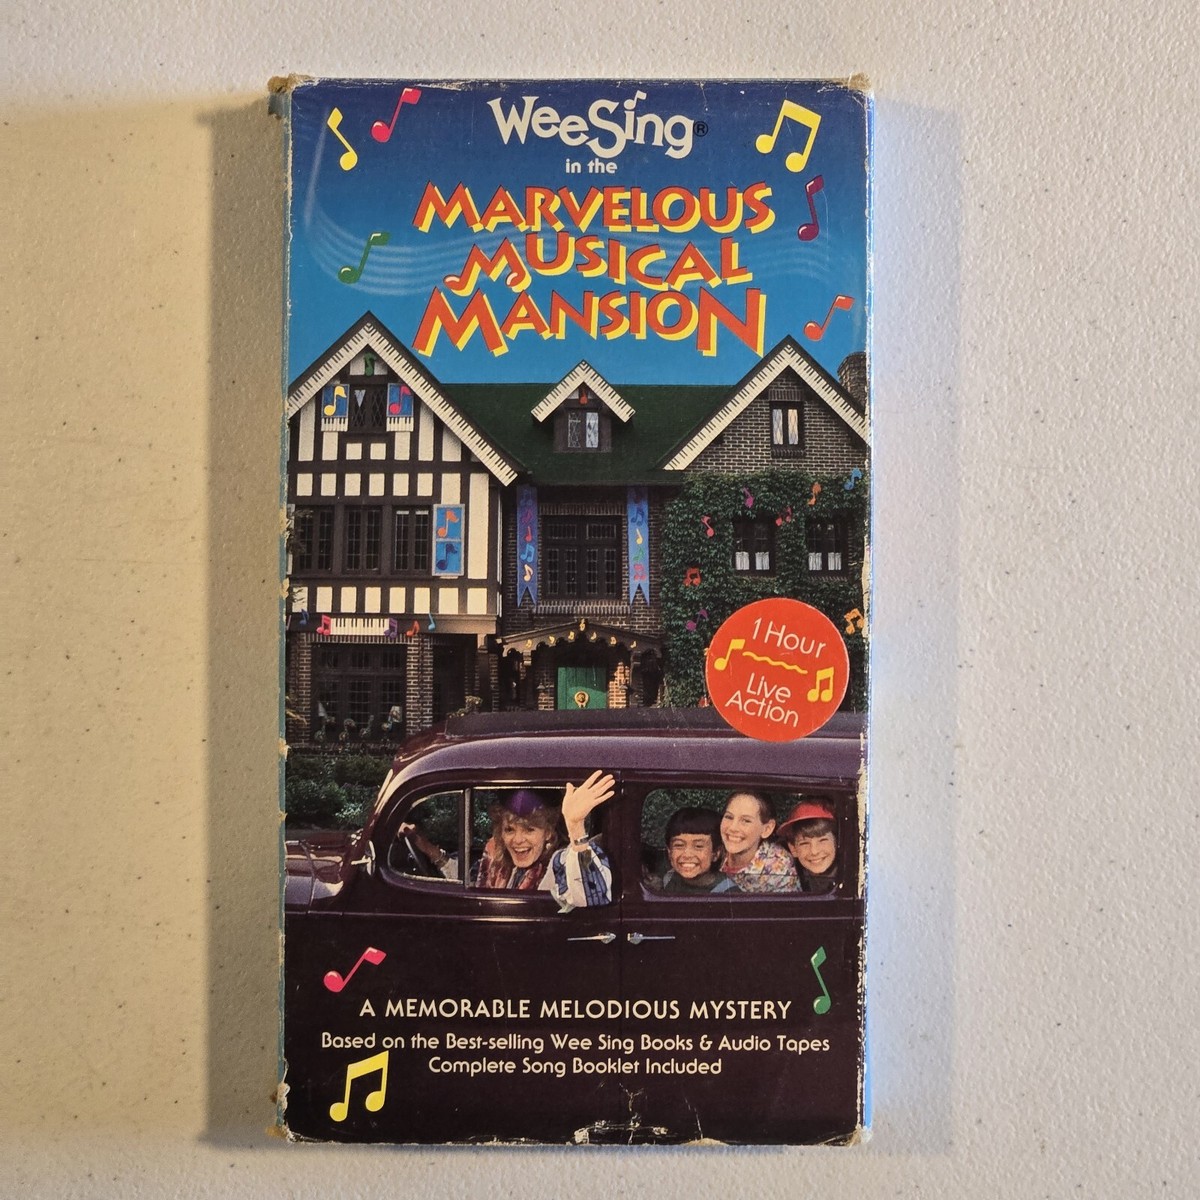 WeeSing®
in the
MARVELOUS
MUSICAL
MANSION
1 Hour
Live
Action
A MEMORABLE MELODIOUS MYSTERY
Based on the Best-selling Wee Sing Books & Audio Tapes
Complete Song Booklet Included